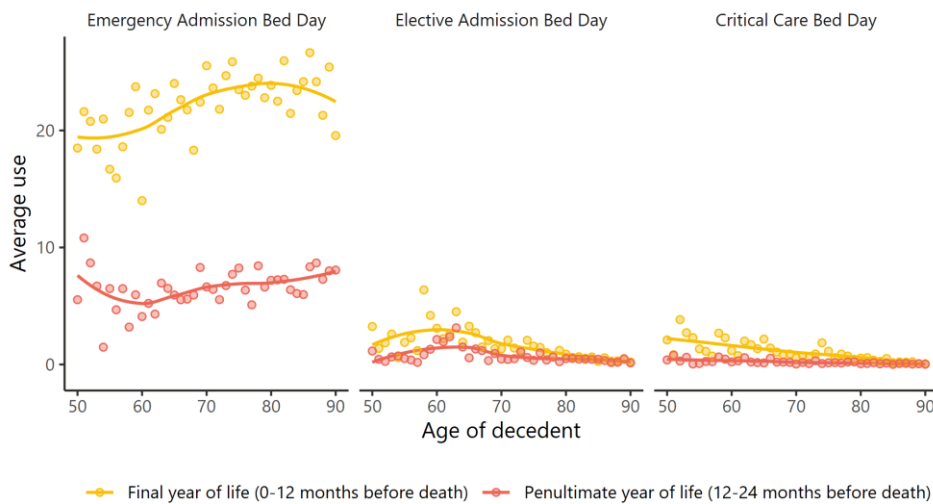 Emergency Admission Bed Day Elective Admission Bed Day Critical Care Bed Day
Average use
20
10
0
50 60 70 80 90 50 60 70 80 90 50 60 70 80 90
Age of decedent
Final year of life (0-12 months before death) Penultimate year of life (12-24 months before death)